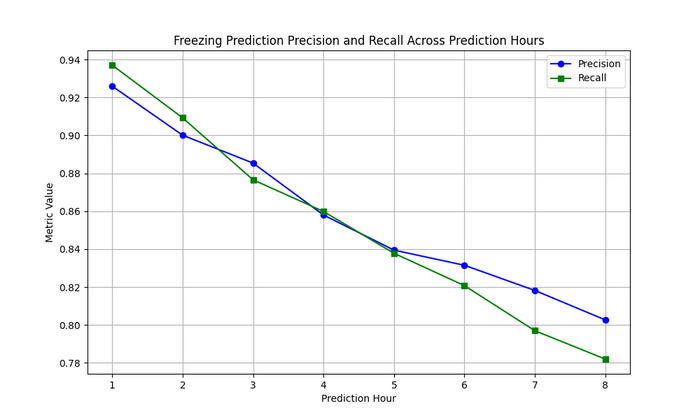 Freezing Prediction Precision and Recall Across Prediction Hours
Precision
Recall
Metric Value
0.94
0.92
0.90
0.88
0.86
0.84
0.82
0.80
0.78
1 2 3 4 5 6 7 8
Prediction Hour